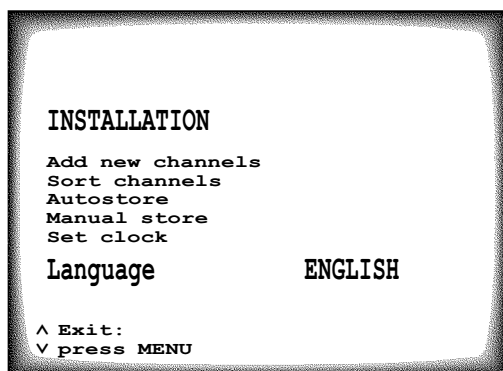 INSTALLATION
Add new channels
Sort channels
Autostore
Manual store
Set clock
Language ENGLISH
∧ Exit:
∨ press MENU